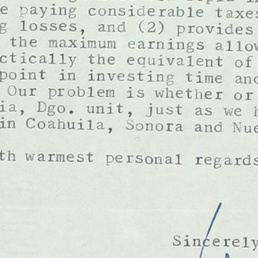 e paying considerable taxes
g losses, and (2) provides
the maximum earnings allow
ctically the equivalent of
point in investing time and
Our problem is whether or
ia, Dgo. unit, just as we h
in Coahuila, Sonora and Nue
th warmest personal regards
Sincerely